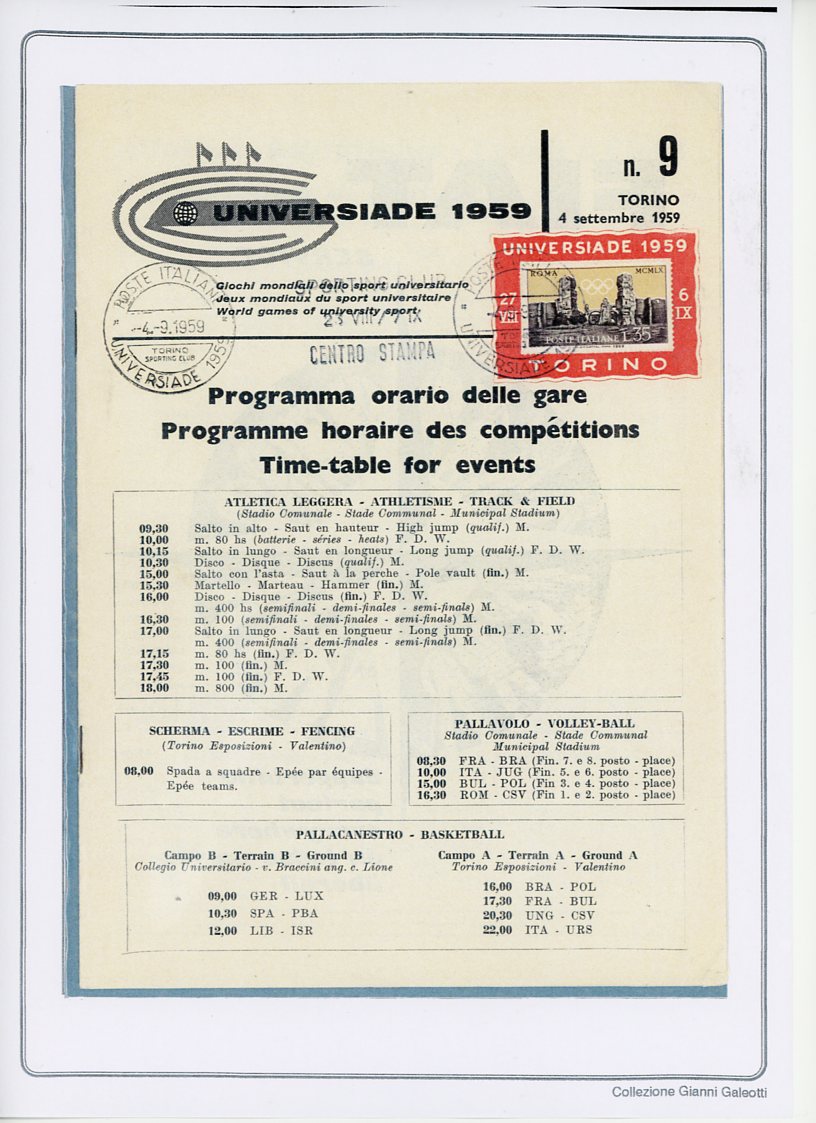 n. 9
UNIVERSIADE 1959
TORINO
4 settembre 1959
UNIVERSIADE 1959
ROMA MCMLX
27 VIII
6 IX
POSTE ITALIANE L.35
TORINO
POSTE ITALIANE
-4.-9.1959
TORINO
SPORTING CLUB
UNIVERSIADE 1959
SPORTING CLUB
23 VIII / 7 IX
CENTRO STAMPA
Giochi mondiali dello sport universitario
Jeux mondiaux du sport universitaire
World games of university sport
Programma orario delle gare
Programme horaire des compétitions
Time-table for events
ATLETICA LEGGERA - ATHLETISME - TRACK & FIELD
(Stadio Comunale - Stade Communal - Municipal Stadium)
09,30 Salto in alto - Saut en hauteur - High jump (qualif.) M.
10,00 m. 80 hs (batterie - séries - heats) F. D. W.
10,15 Salto in lungo - Saut en longueur - Long jump (qualif.) F. D. W.
10,30 Disco - Disque - Discus (qualif.) M.
15,00 Salto con l'asta - Saut à la perche - Pole vault (fin.) M.
15,30 Martello - Marteau - Hammer (fin.) M.
16,00 Disco - Disque - Discus (fin.) F. D. W.
m. 400 hs (semifinali - demi-finales - semi-finals) M.
16,30 m. 100 (semifinali - demi-finales - semi-finals) M.
17,00 Salto in lungo - Saut en longueur - Long jump (fin.) F. D. W.
m. 400 (semifinali - demi-finales - semi-finals) M.
17,15 m. 80 hs (fin.) F. D. W.
17,30 m. 100 (fin.) M.
17,45 m. 100 (fin.) F. D. W.
18,00 m. 800 (fin.) M.
SCHERMA - ESCRIME - FENCING
(Torino Esposizioni - Valentino)
08,00 Spada a squadre - Epée par équipes -
Epée teams.
PALLAVOLO - VOLLEY-BALL
Stadio Comunale - Stade Communal
Municipal Stadium
08,30 FRA - BRA (Fin. 7. e 8. posto - place)
10,00 ITA - JUG (Fin. 5. e 6. posto - place)
15,00 BUL - POL (Fin 3. e 4. posto - place)
16,30 ROM - CSV (Fin 1. e 2. posto - place)
PALLACANESTRO - BASKETBALL
Campo B - Terrain B - Ground B
Collegio Universitario - v. Braccini ang. c. Lione
09,00 GER - LUX
10,30 SPA - PBA
12,00 LIB - ISR
Campo A - Terrain A - Ground A
Torino Esposizioni - Valentino
16,00 BRA - POL
17,30 FRA - BUL
20,30 UNG - CSV
22,00 ITA - URS
Collezione Gianni Galeotti